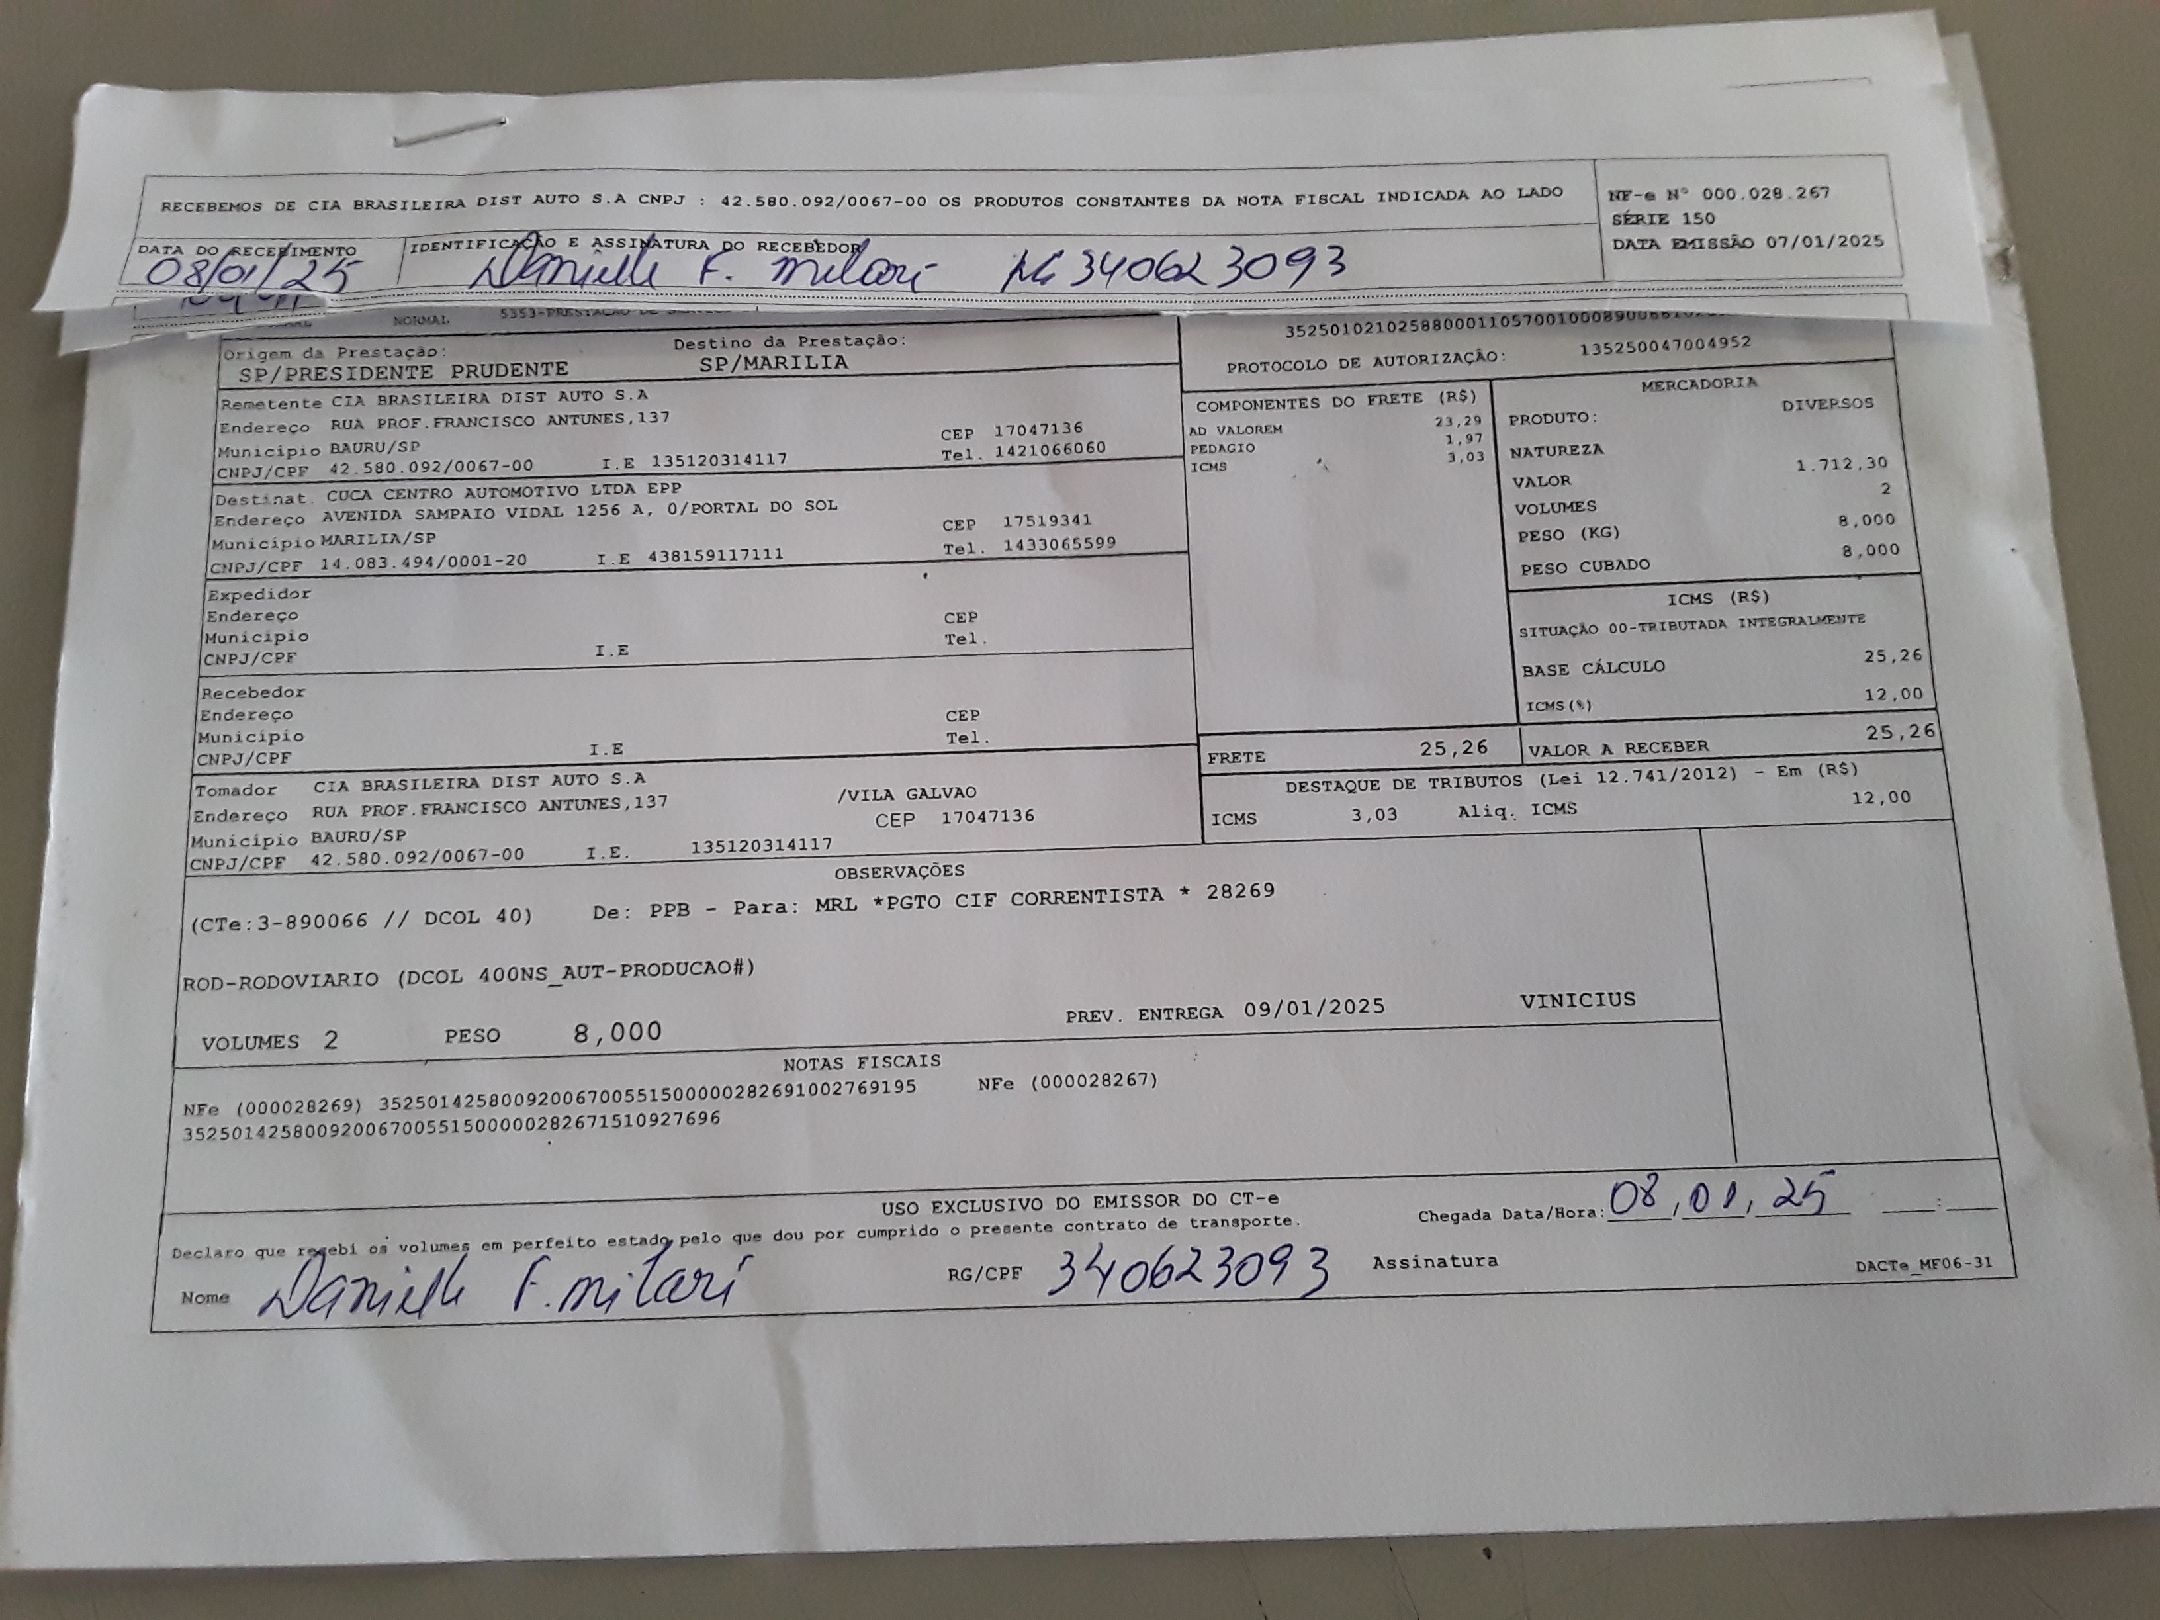 RECEBEMOS DE CIA BRASILEIRA DIST AUTO S.A CNPJ : 42.580.092/0067-00 OS PRODUTOS CONSTANTES DA NOTA FISCAL INDICADA AO LADO
NF-e Nº 000.028.267
SÉRIE 150
DATA EMISSÃO 07/01/2025
DATA DO RECEBIMENTO
08/01/25
IDENTIFICAÇÃO E ASSINATURA DO RECEBEDOR
Danielle F. Milari RG 340623093
NORMAL 5353-PRESTAÇÃO DE
Origem da Prestação: Destino da Prestação:
SP/PRESIDENTE PRUDENTE SP/MARILIA
PROTOCOLO DE AUTORIZAÇÃO: 135250047004952
Remetente CIA BRASILEIRA DIST AUTO S.A
Endereço RUA PROF.FRANCISCO ANTUNES,137
Município BAURU/SP CEP 17047136
CNPJ/CPF 42.580.092/0067-00 I.E 135120314117 Tel. 1421066060
Destinat. CUCA CENTRO AUTOMOTIVO LTDA EPP
Endereço AVENIDA SAMPAIO VIDAL 1256 A, 0/PORTAL DO SOL
Município MARILIA/SP CEP 17519341
CNPJ/CPF 14.083.494/0001-20 I.E 438159117111 Tel. 1433065599
Expedidor
Endereço
Município CEP
CNPJ/CPF I.E Tel.
Recebedor
Endereço
Município CEP
CNPJ/CPF I.E Tel.
Tomador CIA BRASILEIRA DIST AUTO S.A
Endereço RUA PROF.FRANCISCO ANTUNES,137 /VILA GALVAO
Município BAURU/SP CEP 17047136
CNPJ/CPF 42.580.092/0067-00 I.E. 135120314117
COMPONENTES DO FRETE (R$)
AD VALOREM 23,29
PEDAGIO 1,97
ICMS 3,03
MERCADORIA
PRODUTO: DIVERSOS
NATUREZA
VALOR 1.712,30
VOLUMES 2
PESO (KG) 8,000
PESO CUBADO 8,000
ICMS (R$)
SITUAÇÃO 00-TRIBUTADA INTEGRALMENTE
BASE CÁLCULO 25,26
ICMS(%) 12,00
FRETE 25,26 VALOR A RECEBER 25,26
DESTAQUE DE TRIBUTOS (Lei 12.741/2012) - Em (R$)
ICMS 3,03 Aliq. ICMS 12,00
OBSERVAÇÕES
(CTe:3-890066 // DCOL 40) De: PPB - Para: MRL *PGTO CIF CORRENTISTA * 28269
ROD-RODOVIARIO (DCOL 400NS_AUT-PRODUCAO#)
VOLUMES 2 PESO 8,000 PREV. ENTREGA 09/01/2025 VINICIUS
NOTAS FISCAIS
NFe (000028269) 35250142580092006700551500000282691002769195 NFe (000028267)
35250142580092006700551500000282671510927696
USO EXCLUSIVO DO EMISSOR DO CT-e
Declaro que recebi os volumes em perfeito estado pelo que dou por cumprido o presente contrato de transporte.
Chegada Data/Hora: 08,01,25 :
Nome Danielle F. Milari RG/CPF 340623093 Assinatura
DACTe_MF06-31